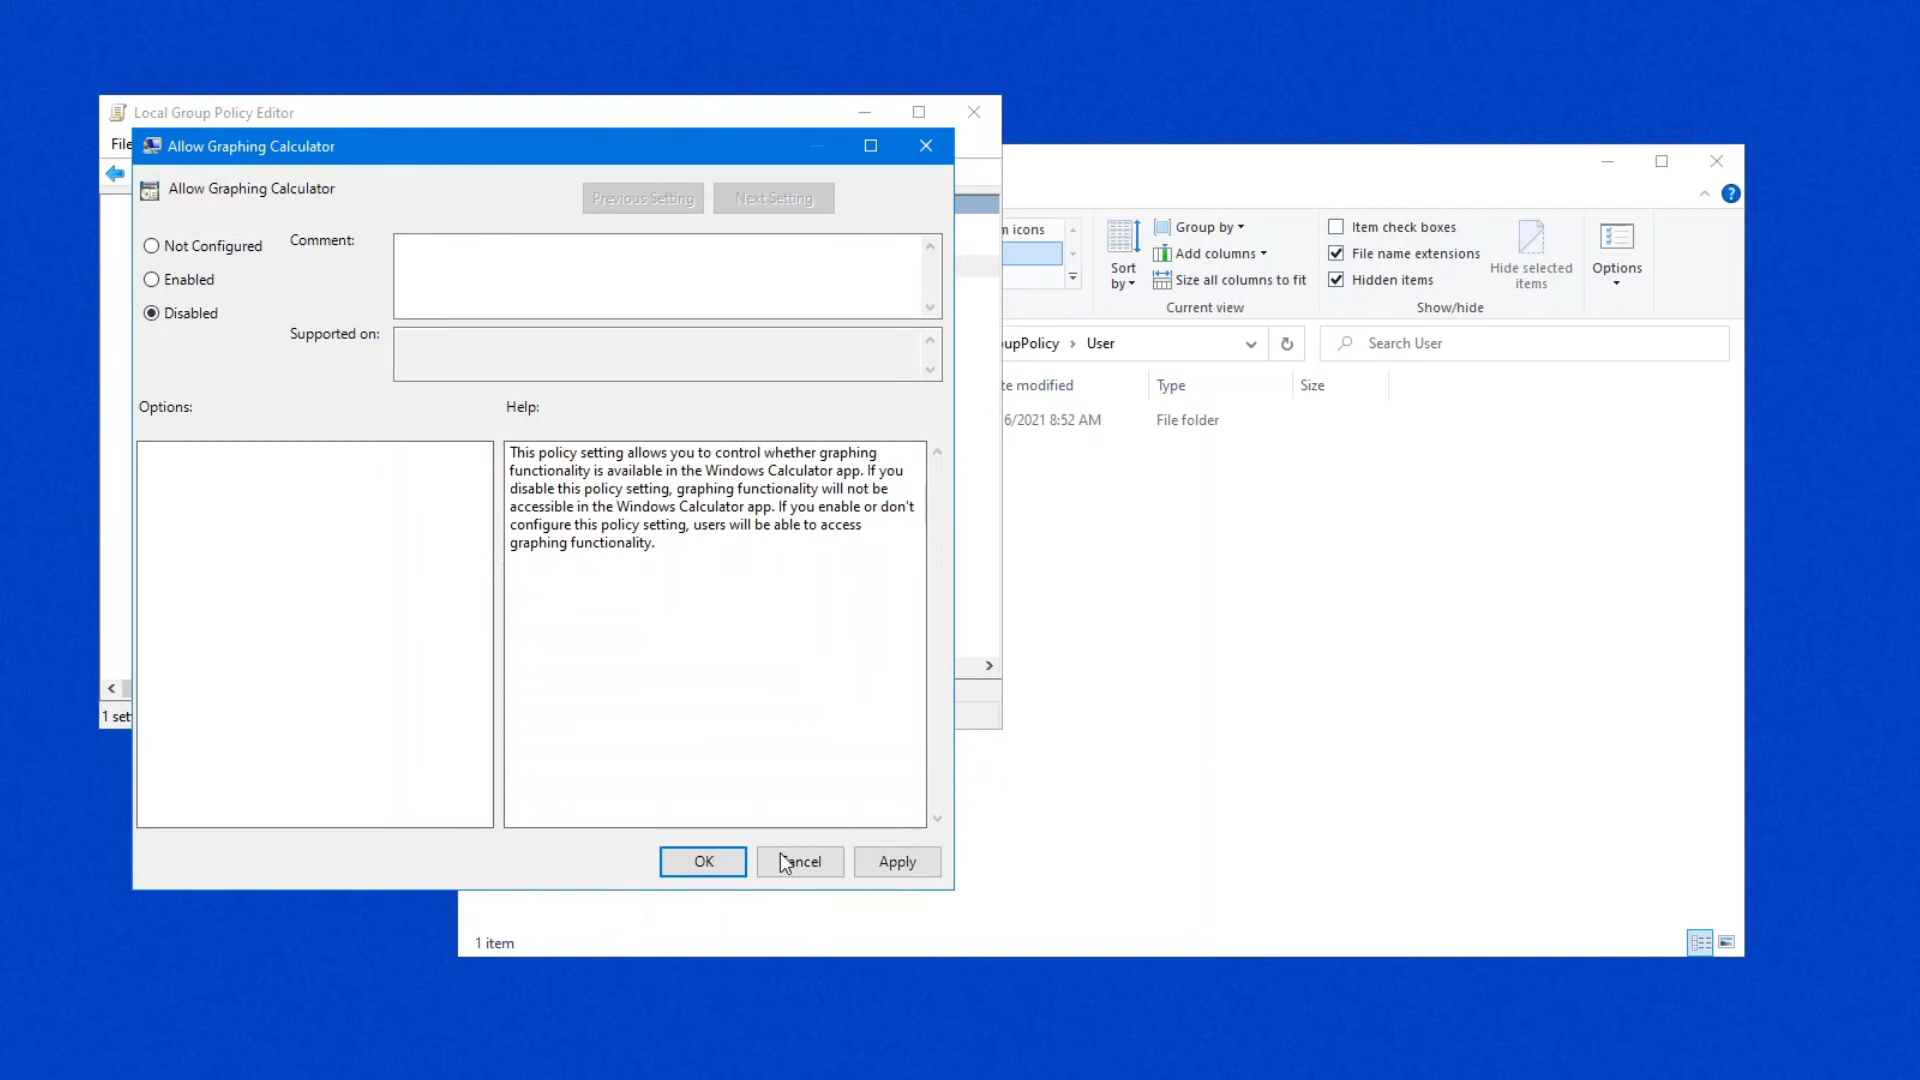 Local Group Policy Editor
File
Allow Graphing Calculator
Allow Graphing Calculator
Previous Setting
Next Setting
Not Configured
Enabled
Disabled
Comment:
Supported on:
Options:
Help:
This policy setting allows you to control whether graphing
functionality is available in the Windows Calculator app. If you
disable this policy setting, graphing functionality will not be
accessible in the Windows Calculator app. If you enable or don't
configure this policy setting, users will be able to access
graphing functionality.
OK
Cancel
Apply
1 set
icons
Sort
by
Group by
Add columns
Size all columns to fit
Current view
Item check boxes
File name extensions
Hidden items
Hide selected
items
Show/hide
Options
upPolicy > User
Search User
te modified
Type
Size
6/2021 8:52 AM
File folder
1 item